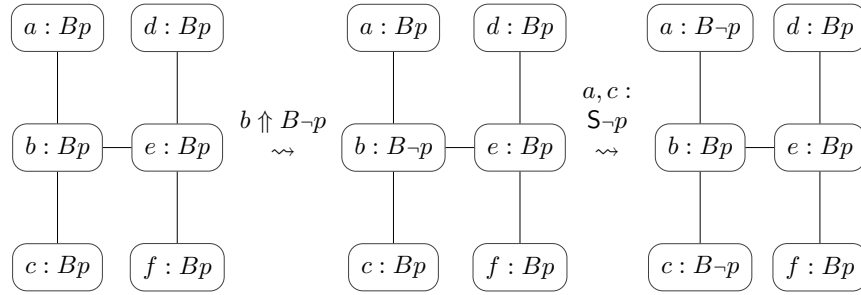 a : Bp d : Bp a : Bp d : Bp a : B¬p d : Bp
a, c :
b ⇑ B¬p S¬p
⇝ ⇝
b : Bp e : Bp b : B¬p e : Bp b : Bp e : Bp
c : Bp f : Bp c : Bp f : Bp c : B¬p f : Bp